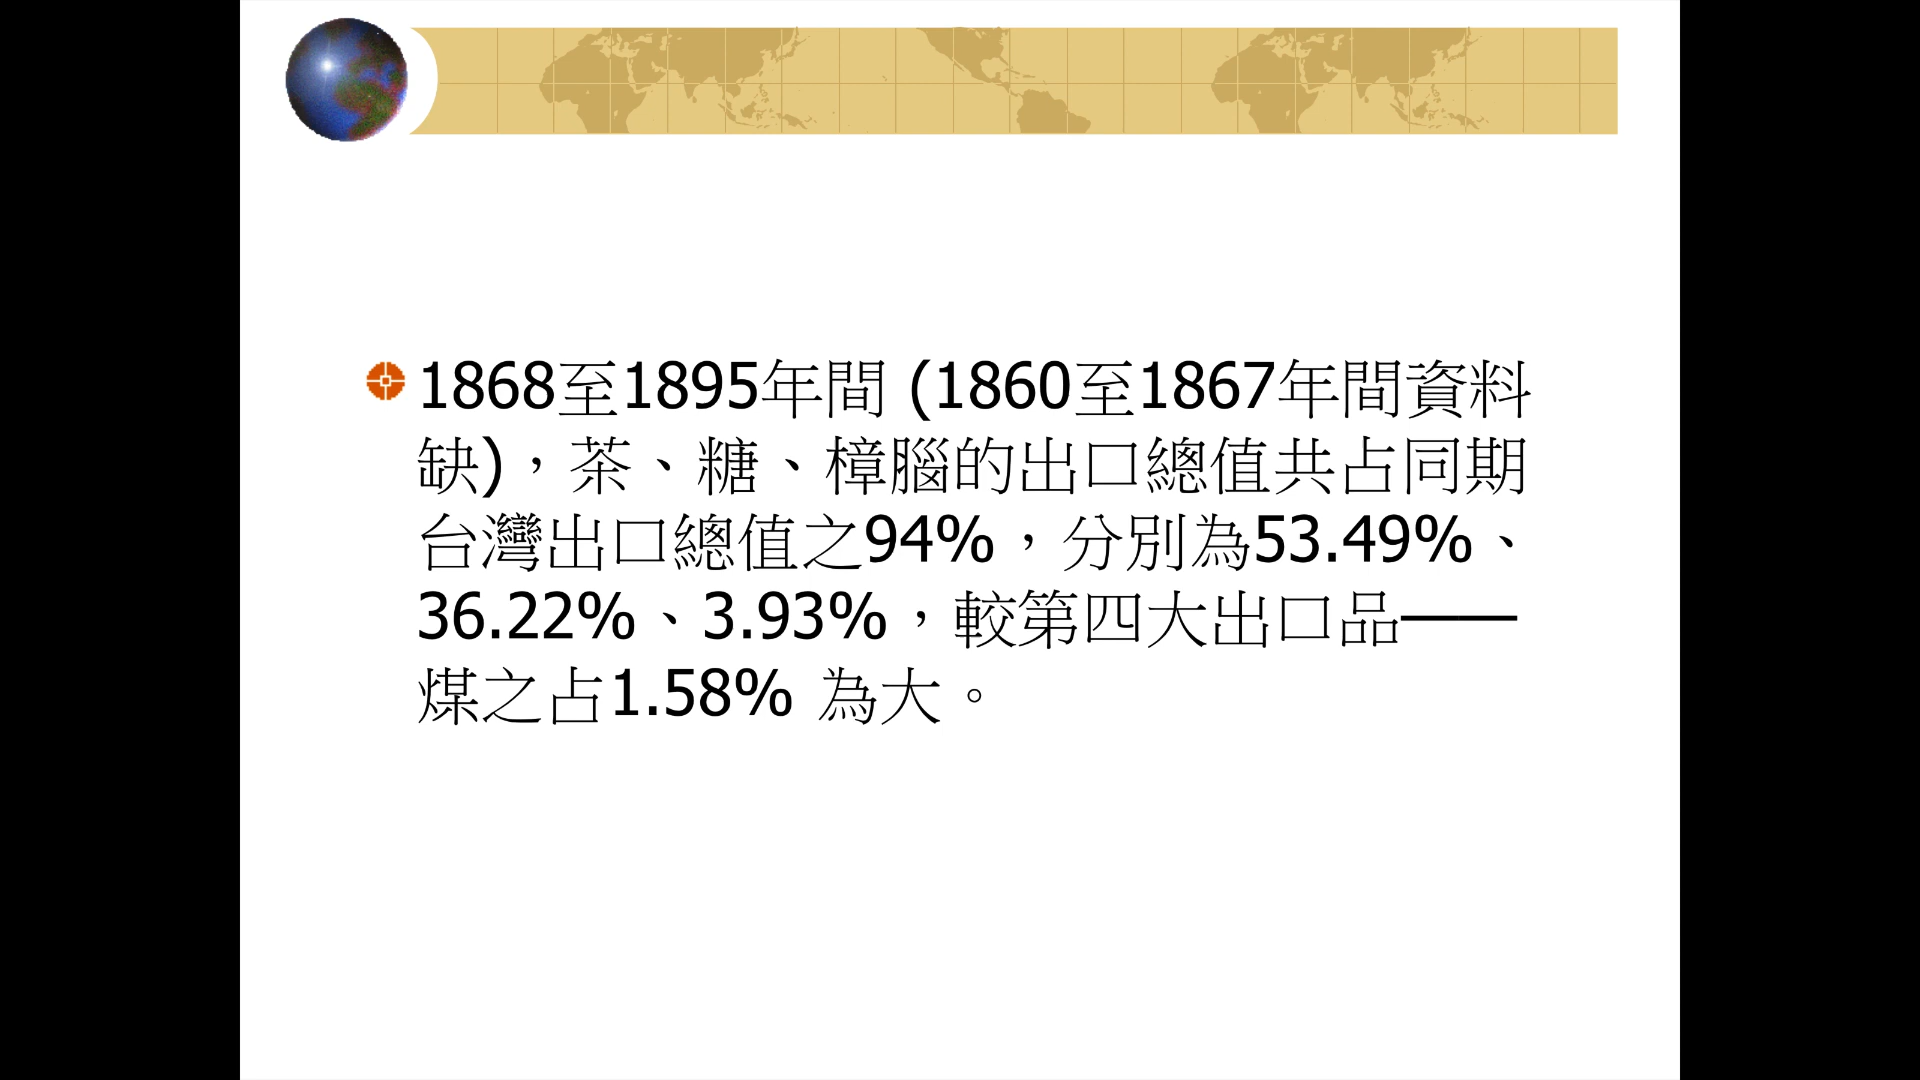 1868至1895年間 (1860至1867年間資料
缺)，茶、糖、樟腦的出口總值共占同期
台灣出口總值之94%，分別為53.49%、
36.22%、3.93%，較第四大出口品——
煤之占1.58% 為大。